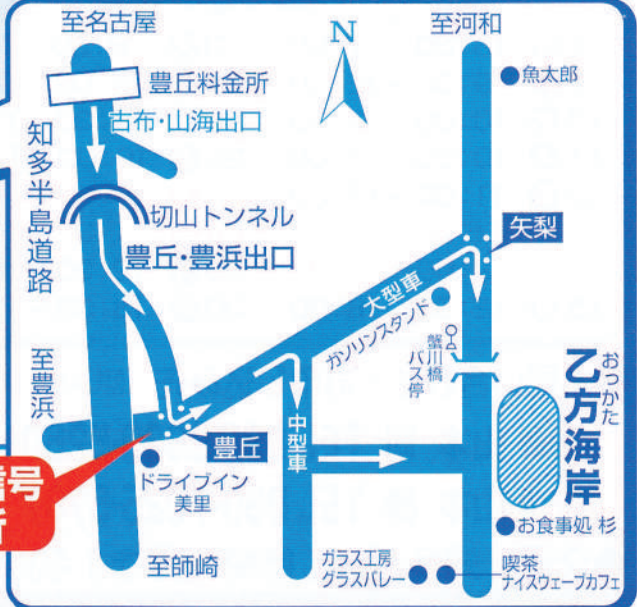 至名古屋
N
至河和
豊丘料金所
魚太郎
古布・山海出口
知多半島道路
切山トンネル
豊丘・豊浜出口
矢梨
大型車
ガソリンスタンド
蟹川橋
バス停
至豊浜
おっかた
乙方海岸
中型車
豊丘
ドライブイン
美里
号
お食事処 杉
至師崎
ガラス工房
グラスバレー
喫茶
ナイスウェーブカフェ